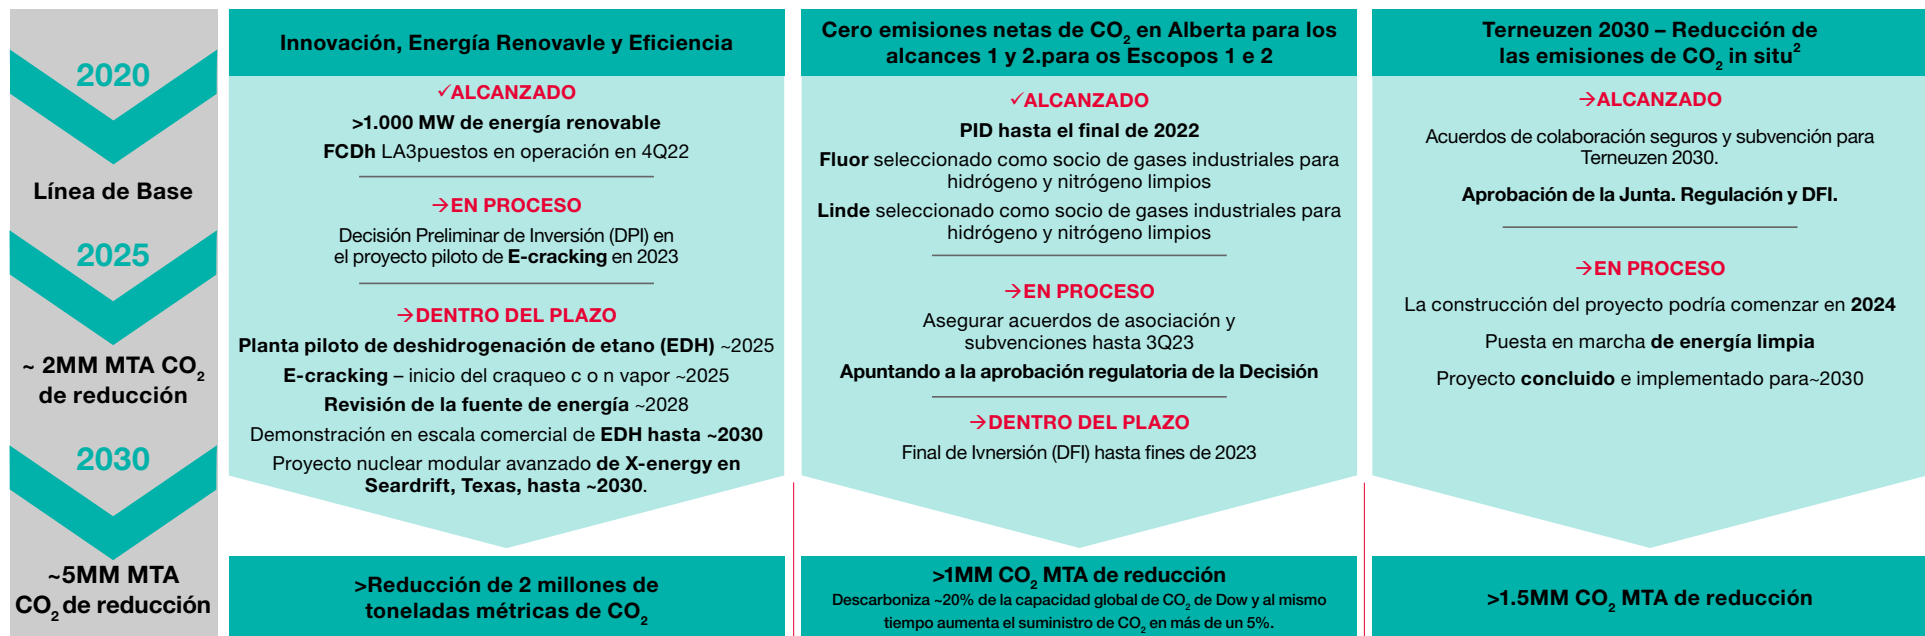 2020
Línea de Base
2025
~ 2MM MTA CO₂
de reducción
2030
~5MM MTA
CO₂ de reducción
Innovación, Energía Renovavle y Eficiencia
✓ALCANZADO
>1.000 MW de energía renovable
FCDh LA3puestos en operación en 4Q22
→EN PROCESO
Decisión Preliminar de Inversión (DPI) en
el proyecto piloto de E-cracking en 2023
→DENTRO DEL PLAZO
Planta piloto de deshidrogenación de etano (EDH) ~2025
E-cracking – inicio del craqueo c o n vapor ~2025
Revisión de la fuente de energía ~2028
Demonstración en escala comercial de EDH hasta ~2030
Proyecto nuclear modular avanzado de X-energy en
Seardrift, Texas, hasta ~2030.
>Reducción de 2 millones de
toneladas métricas de CO₂
Cero emisiones netas de CO₂ en Alberta para los
alcances 1 y 2.para os Escopos 1 e 2
✓ALCANZADO
PID hasta el final de 2022
Fluor seleccionado como socio de gases industriales para
hidrógeno y nitrógeno limpios
Linde seleccionado como socio de gases industriales para
hidrógeno y nitrógeno limpios
→EN PROCESO
Asegurar acuerdos de asociación y
subvenciones hasta 3Q23
Apuntando a la aprobación regulatoria de la Decisión
→DENTRO DEL PLAZO
Final de Ivnersión (DFI) hasta fines de 2023
>1MM CO₂ MTA de reducción
Descarboniza ~20% de la capacidad global de CO₂ de Dow y al mismo
tiempo aumenta el suministro de CO₂ en más de un 5%.
Terneuzen 2030 – Reducción de
las emisiones de CO₂ in situ²
→ALCANZADO
Acuerdos de colaboración seguros y subvención para
Terneuzen 2030.
Aprobación de la Junta. Regulación y DFI.
→EN PROCESO
La construcción del proyecto podría comenzar en 2024
Puesta en marcha de energía limpia
Proyecto concluido e implementado para~2030
>1.5MM CO₂ MTA de reducción